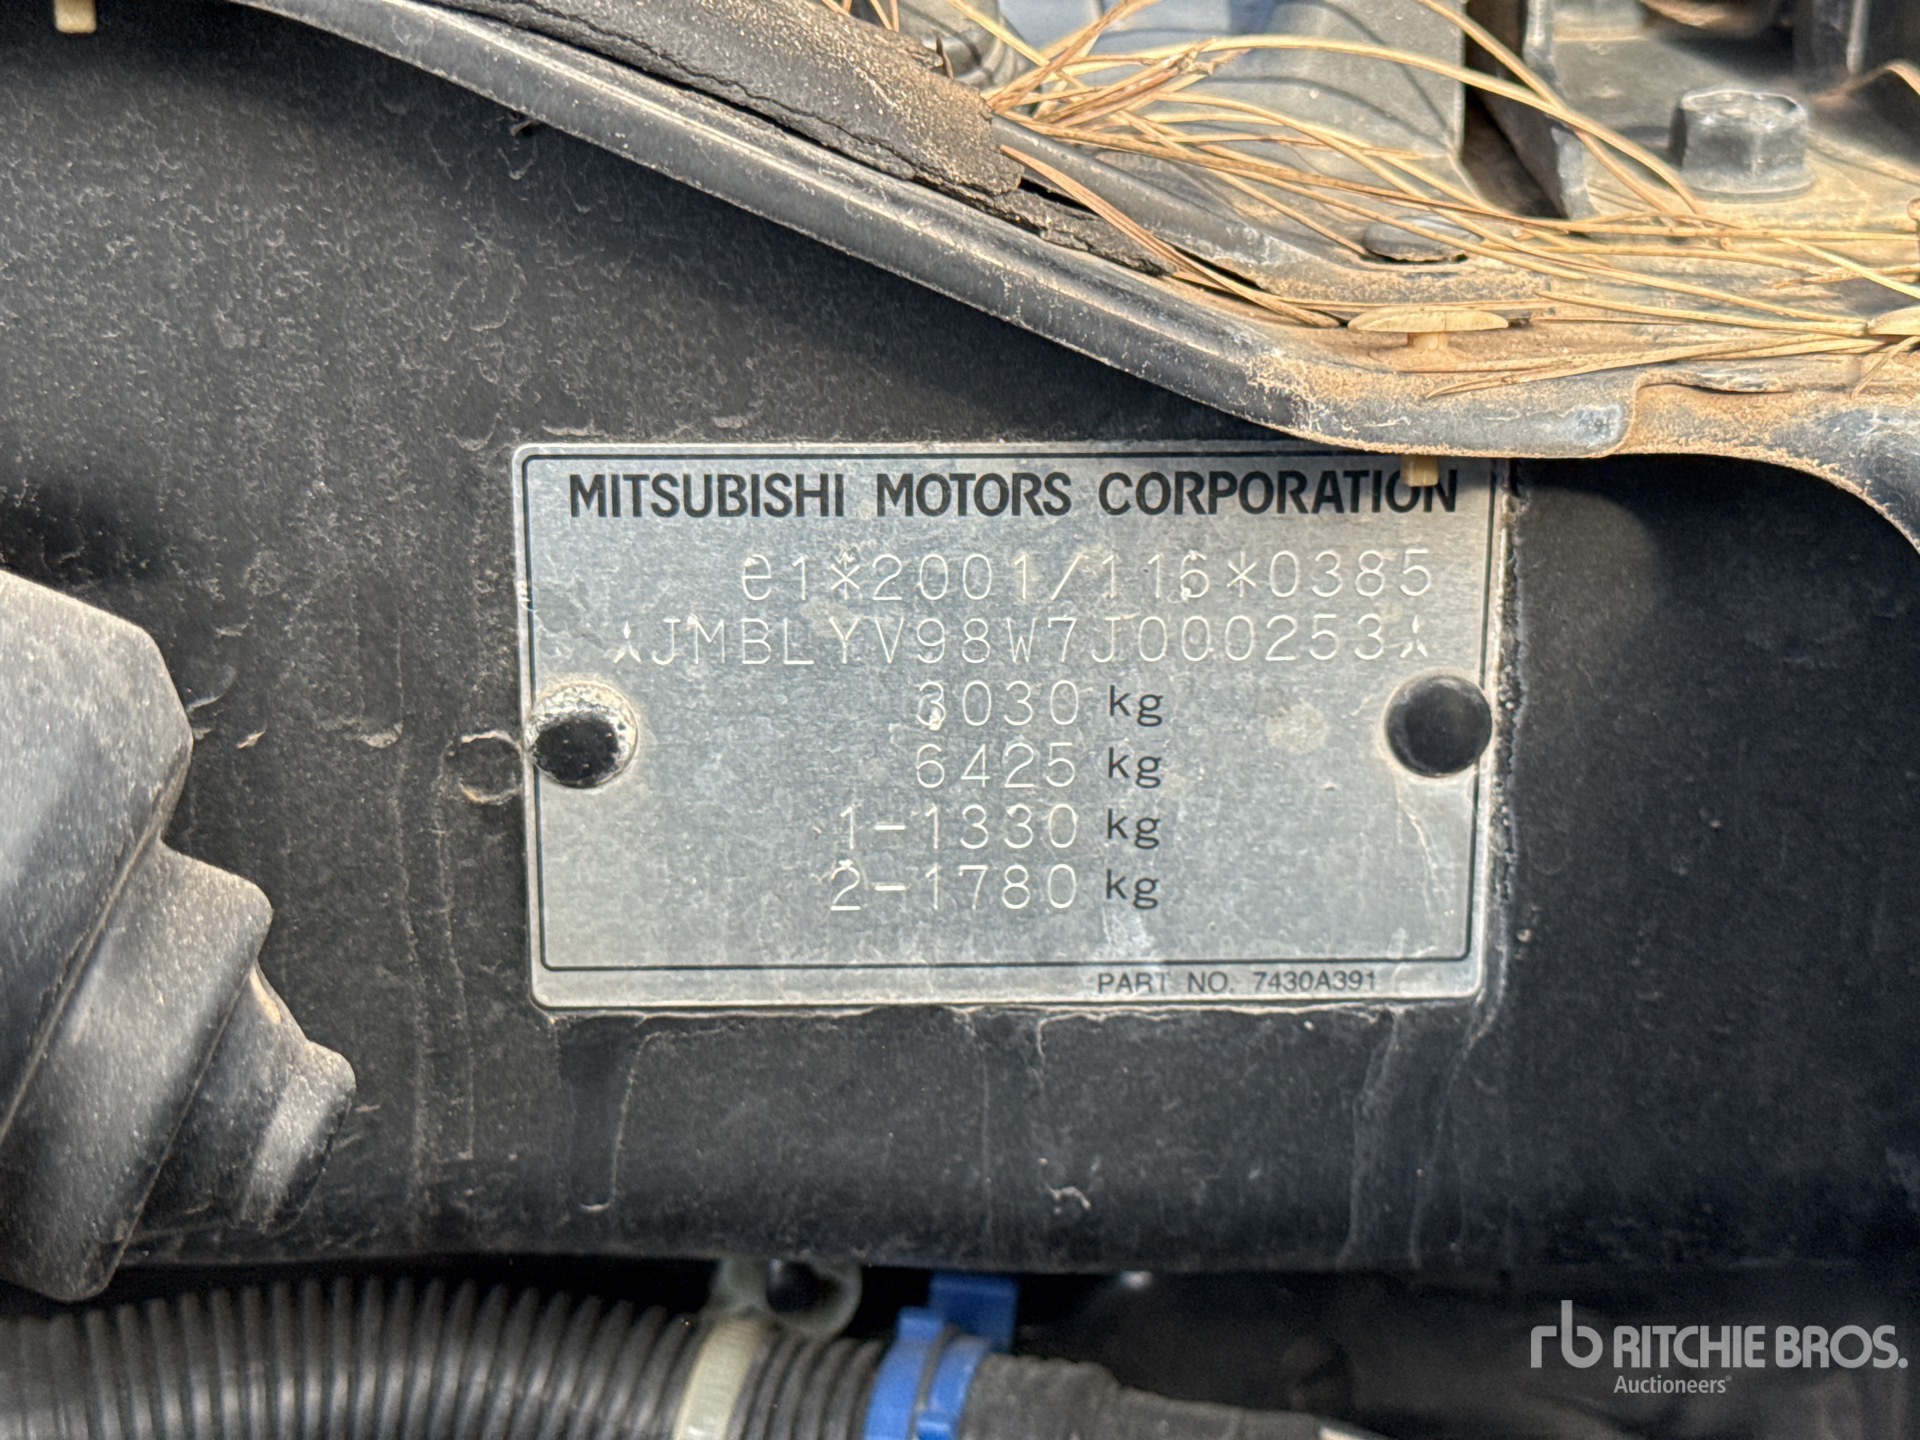 MITSUBISHI MOTORS CORPORATION
e1*2001/116*0385
JMBLYV98W7J000253
3030 kg
6425 kg
1-1330 kg
2-1780 kg
PART NO. 7430A391
rb RITCHIE BROS.
Auctioneers